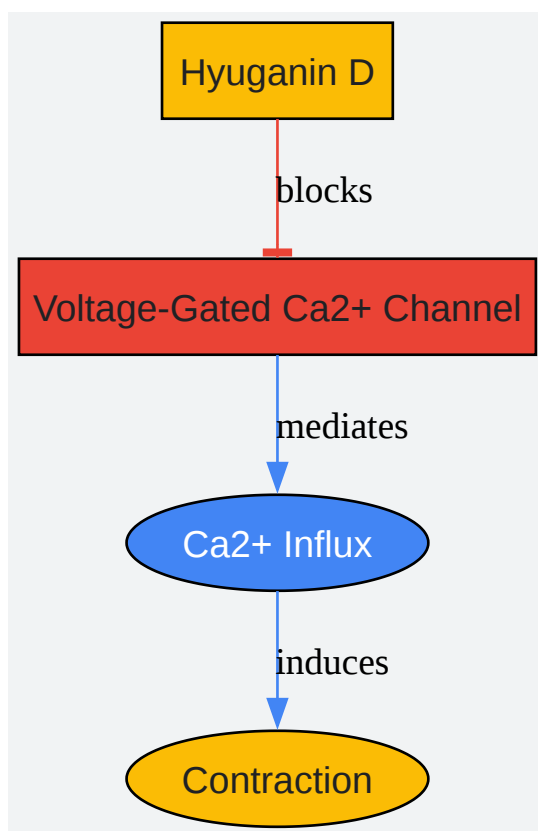 Hyuganin D
blocks
Voltage-Gated Ca2+ Channel
mediates
Ca2+ Influx
induces
Contraction